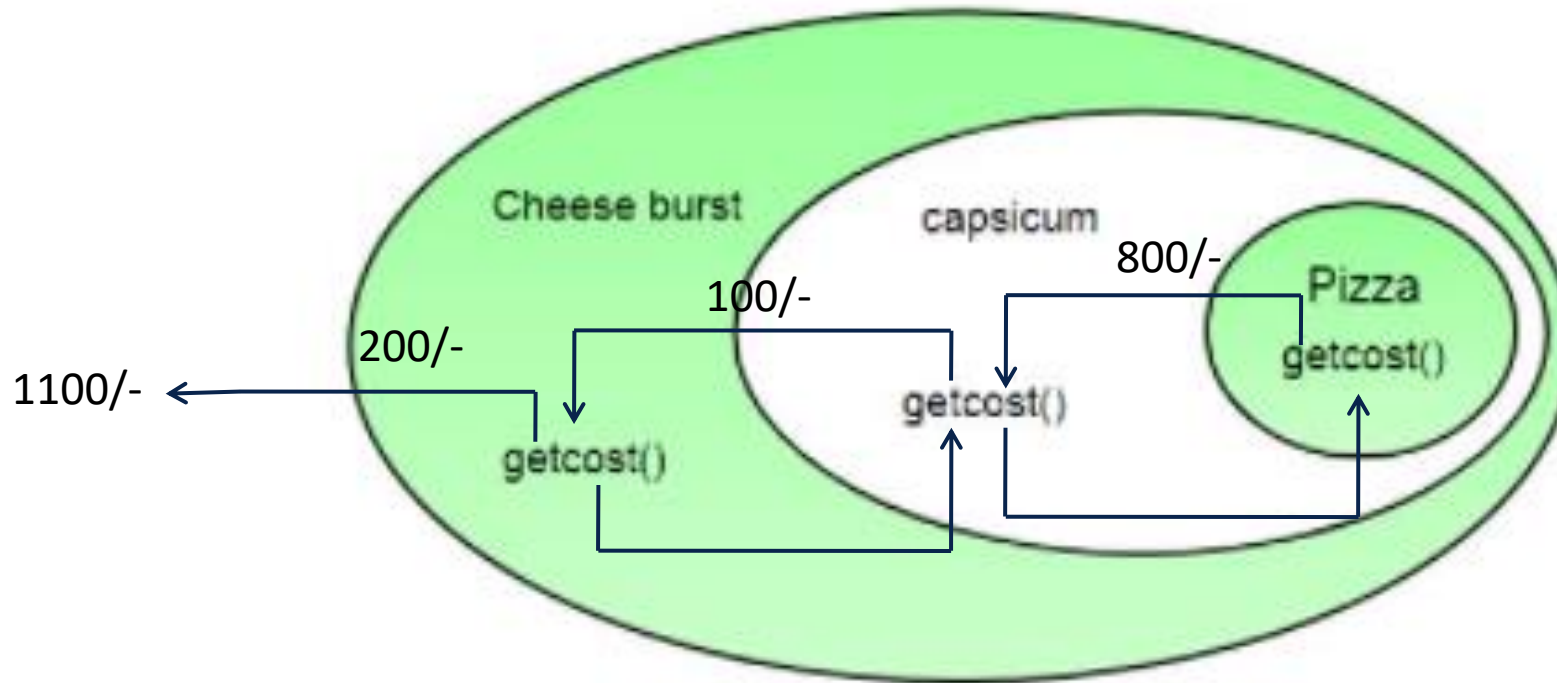 Cheese burst
capsicum
800/-
Pizza
100/-
200/-
getcost()
1100/-
getcost()
getcost()